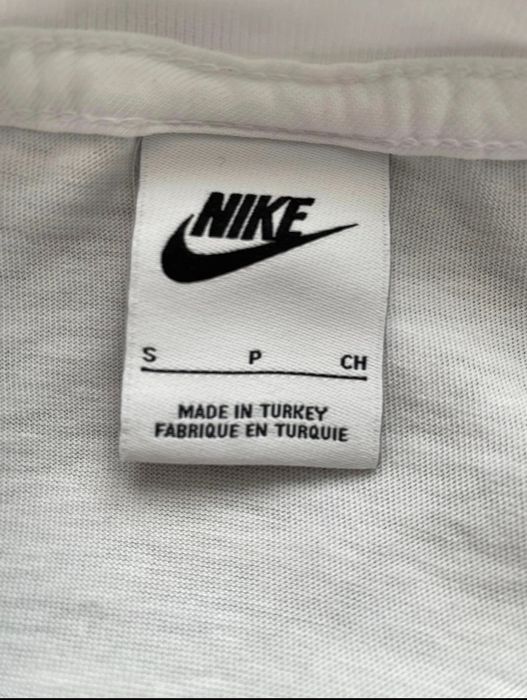 NIKE
S P CH
MADE IN TURKEY
FABRIQUE EN TURQUIE